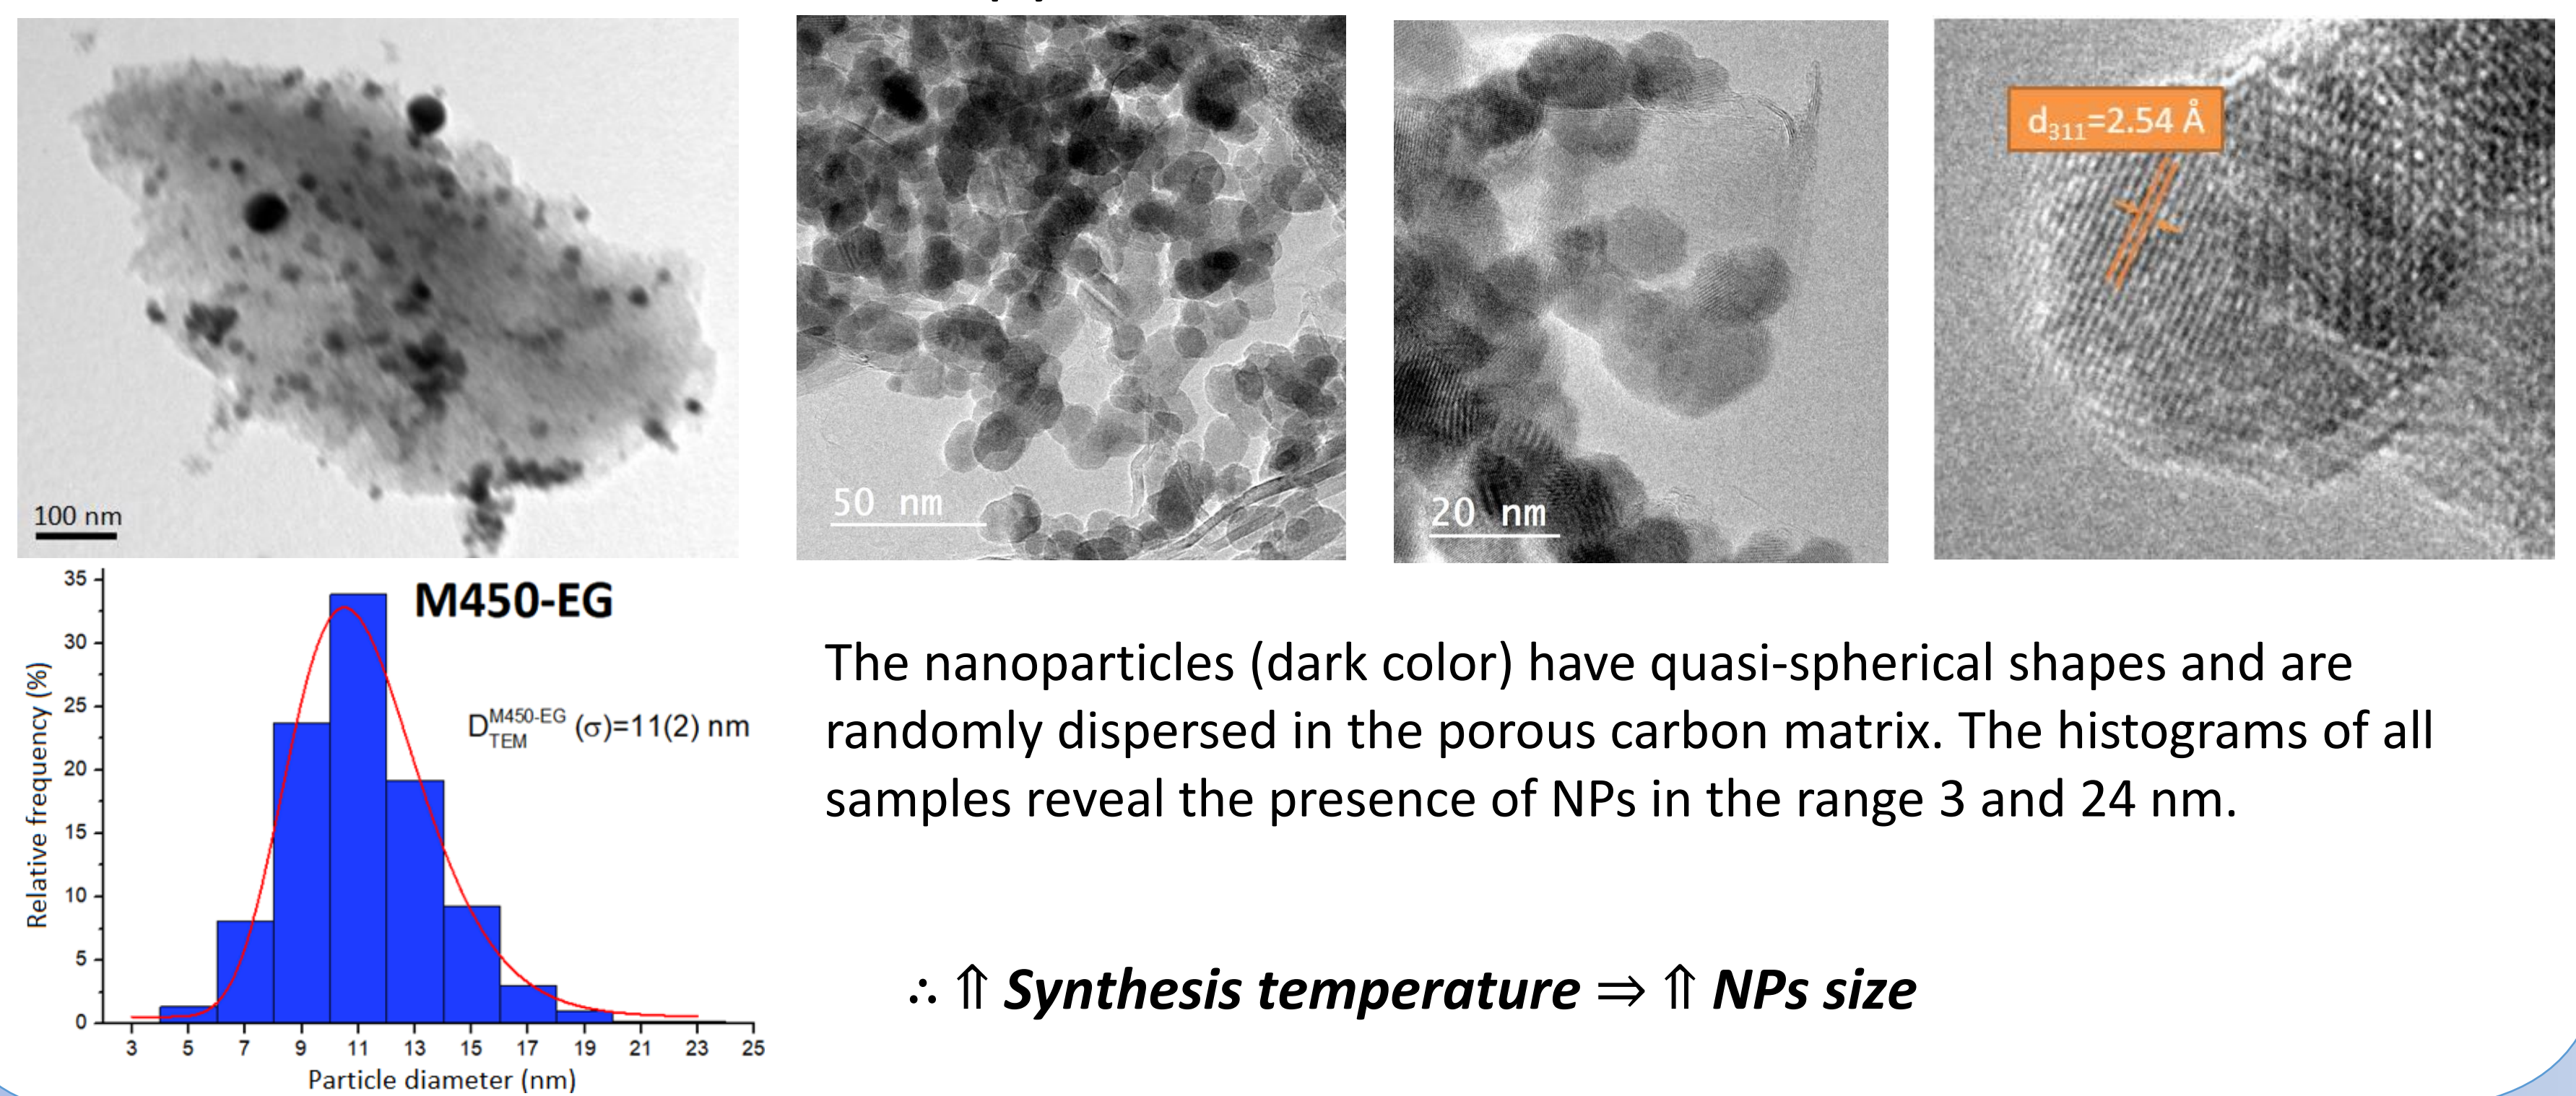 d311=2.54 Å
100 nm
50 nm
20 nm
35
30
25
20
15
10
5
0
Relative frequency (%)
M450-EG
D TEM M450-EG (σ)=11(2) nm
3 5 7 9 11 13 15 17 19 21 23 25
Particle diameter (nm)
The nanoparticles (dark color) have quasi-spherical shapes and are
randomly dispersed in the porous carbon matrix. The histograms of all
samples reveal the presence of NPs in the range 3 and 24 nm.
∴ ⇑ Synthesis temperature ⇒ ⇑ NPs size